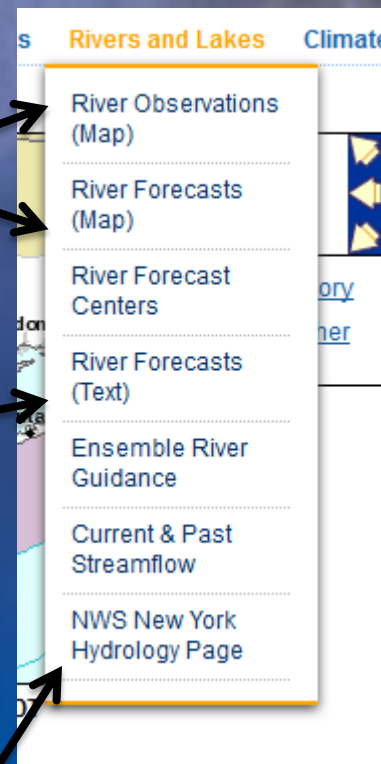 s Rivers and Lakes Climate
River Observations
(Map)
River Forecasts
(Map)
River Forecast
Centers
ory
her
don
River Forecasts
(Text)
Ensemble River
Guidance
Current & Past
Streamflow
NWS New York
Hydrology Page